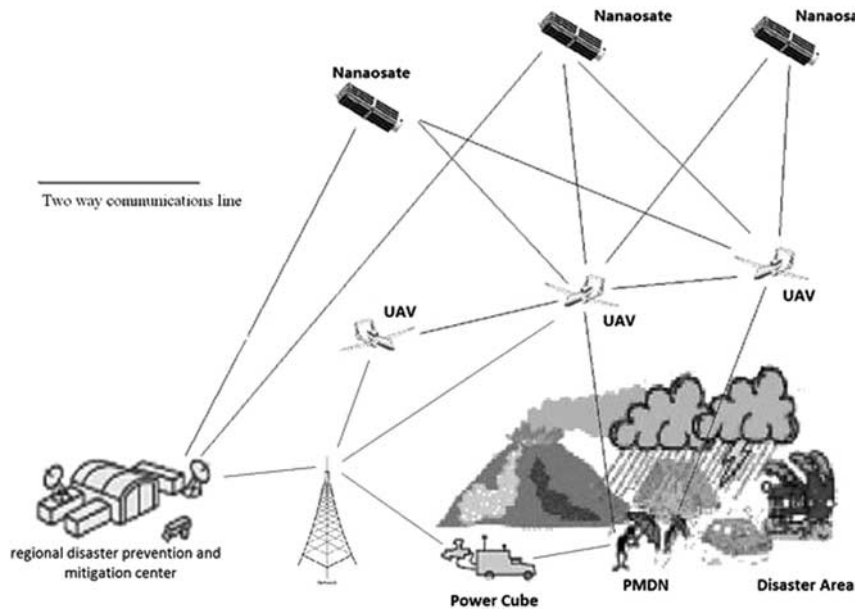 Nanaosate
Nanaosa
Nanaosate
Two way communications line
UAV
UAV
UAV
regional disaster prevention and
mitigation center
Power Cube
PMDN
Disaster Area